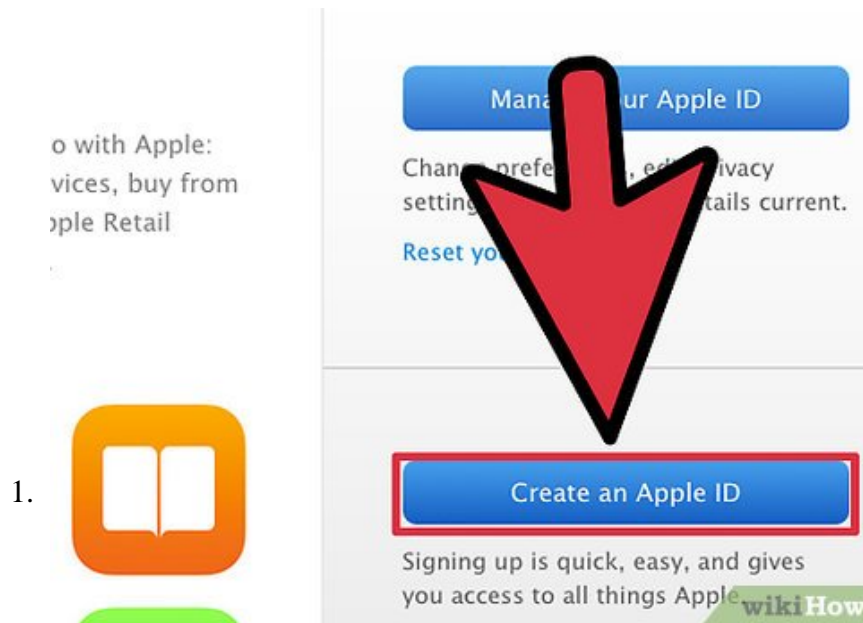 Mana ur Apple ID
o with Apple:
vices, buy from
pple Retail
Chan prefe , ed ivacy
setting tails current.
Reset yo
1.
Create an Apple ID
Signing up is quick, easy, and gives
you access to all things Apple.
wikiHow